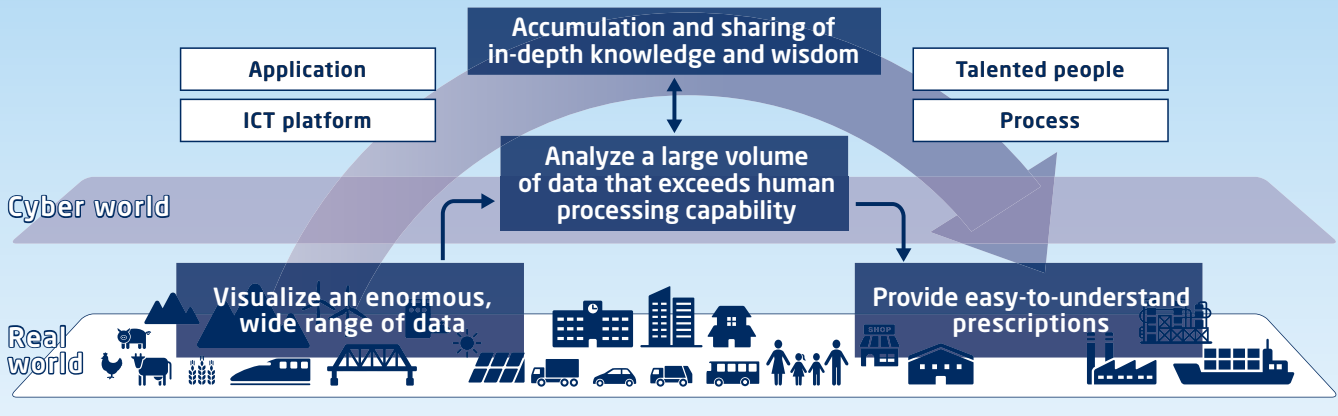 Accumulation and sharing of
in-depth knowledge and wisdom
Application
ICT platform
Talented people
Process
Analyze a large volume
of data that exceeds human
processing capability
Cyber world
Visualize an enormous,
wide range of data
Provide easy-to-understand
prescriptions
Real
world
SHOP